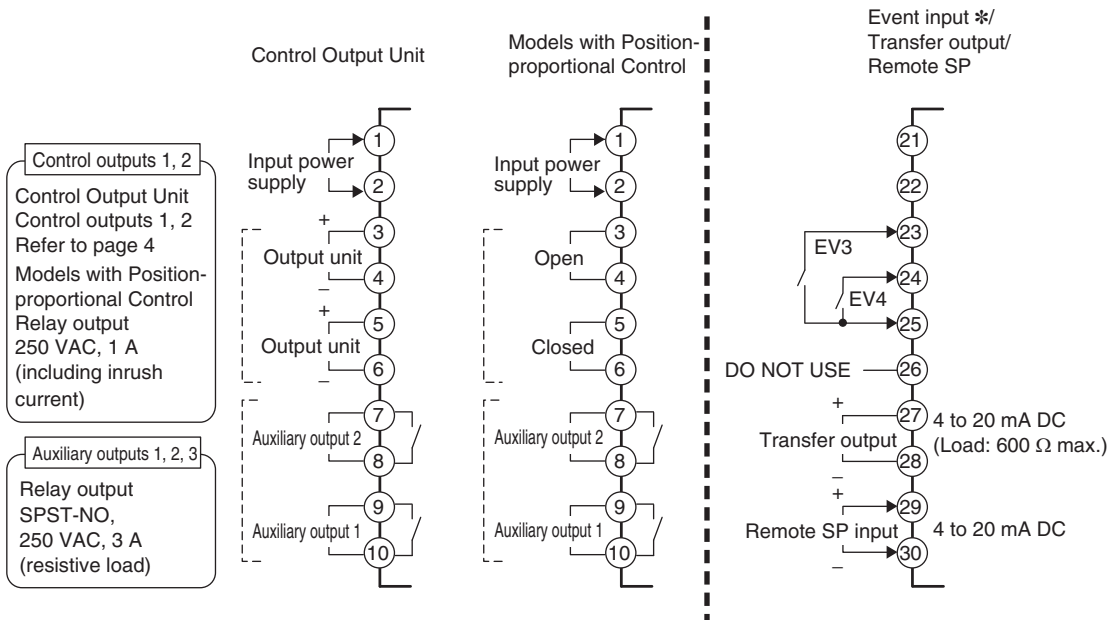 Control outputs 1, 2
Control Output Unit
Control outputs 1, 2
Refer to page 4
Models with Position-
proportional Control
Relay output
250 VAC, 1 A
(including inrush
current)
Auxiliary outputs 1, 2, 3
Relay output
SPST-NO,
250 VAC, 3 A
(resistive load)
Control Output Unit
Input power
supply
1
2
+
3
Output unit
4
−
+
5
Output unit
6
−
7
Auxiliary output 2
8
9
Auxiliary output 1
10
Models with Position-
proportional Control
Input power
supply
1
2
3
Open
4
5
Closed
6
7
Auxiliary output 2
8
9
Auxiliary output 1
10
Event input ✽/
Transfer output/
Remote SP
21
22
23
EV3
24
EV4
25
DO NOT USE
26
+
27
4 to 20 mA DC
Transfer output
(Load: 600 Ω max.)
28
−
+
29
Remote SP input
4 to 20 mA DC
30
−